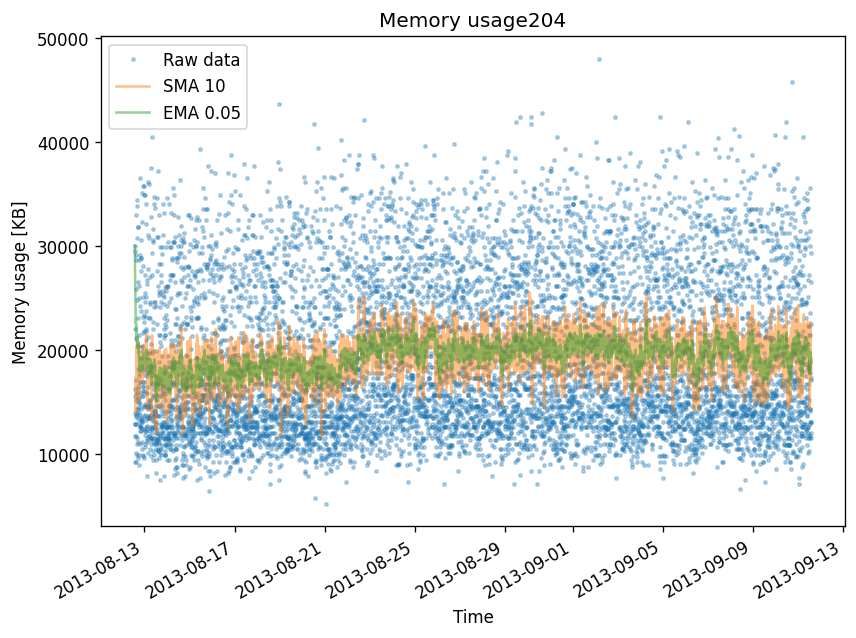 Memory usage204
Raw data
SMA 10
EMA 0.05
Memory usage [KB]
50000
40000
30000
20000
10000
2013-08-13
2013-08-17
2013-08-21
2013-08-25
2013-08-29
2013-09-01
2013-09-05
2013-09-09
2013-09-13
Time